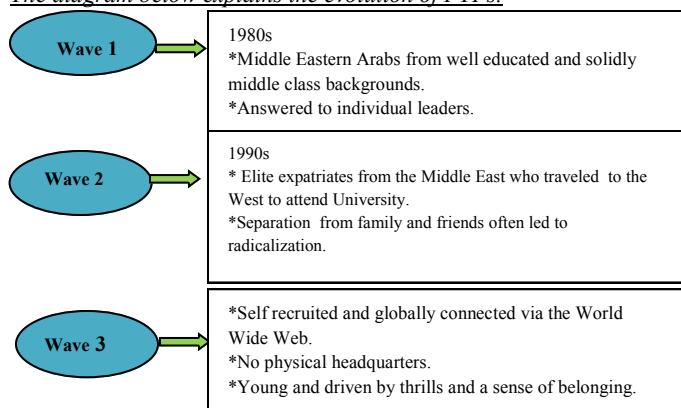 The diagram below explains the evolution of FTFs.
Wave 1
1980s
*Middle Eastern Arabs from well educated and solidly
middle class backgrounds.
*Answered to individual leaders.
Wave 2
1990s
* Elite expatriates from the Middle East who traveled to the
West to attend University.
*Separation from family and friends often led to
radicalization.
Wave 3
*Self recruited and globally connected via the World
Wide Web.
*No physical headquarters.
*Young and driven by thrills and a sense of belonging.